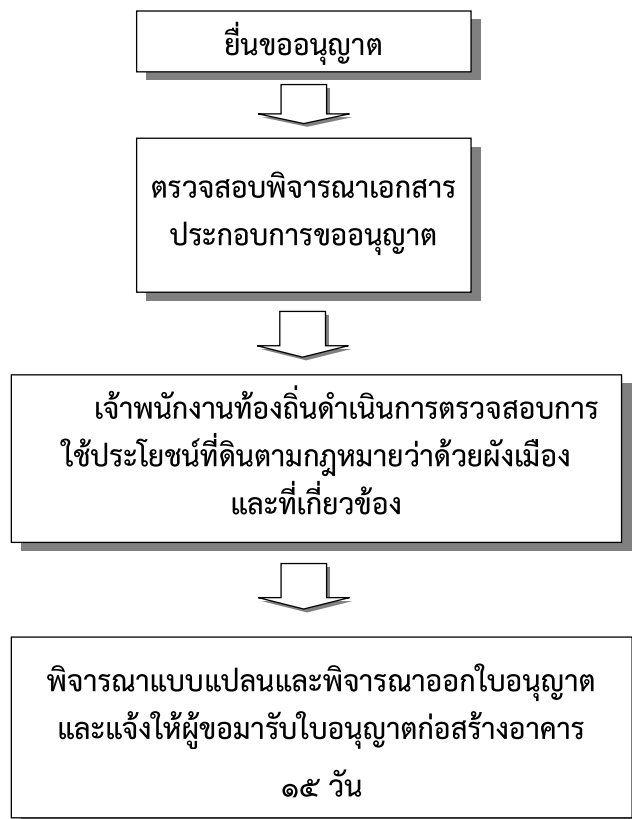 ยื่นขออนุญาต
ตรวจสอบพิจารณาเอกสาร
ประกอบการขออนุญาต
เจ้าพนักงานท้องถิ่นดำเนินการตรวจสอบการ
ใช้ประโยชน์ที่ดินตามกฎหมายว่าด้วยผังเมือง
และที่เกี่ยวข้อง
พิจารณาแบบแปลนและพิจารณาออกใบอนุญาต
และแจ้งให้ผู้ขอมารับใบอนุญาตก่อสร้างอาคาร
๑๕ วัน